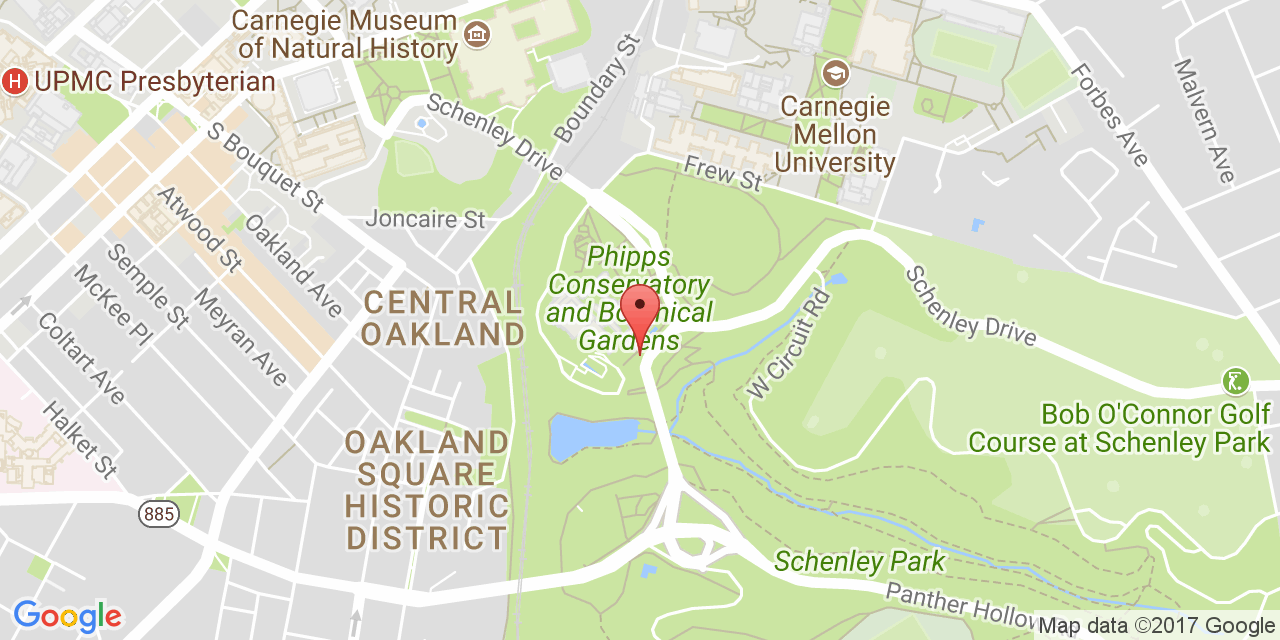 Carnegie Museum
of Natural History
H
UPMC Presbyterian
Schenley Drive
Boundary St
Carnegie
Mellon
University
Forbes Ave
Malvern Ave
S Bouquet St
Frew St
Joncaire St
Atwood St
Oakland Ave
Semple St
McKee Pl
Meyran Ave
Coltart Ave
Halket St
CENTRAL
OAKLAND
Phipps
Conservatory
and Botanical
Gardens
W Circuit Rd
Schenley Drive
Bob O'Connor Golf
Course at Schenley Park
OAKLAND
SQUARE
HISTORIC
DISTRICT
885
Schenley Park
Panther Hollow
Google
Map data ©2017 Google